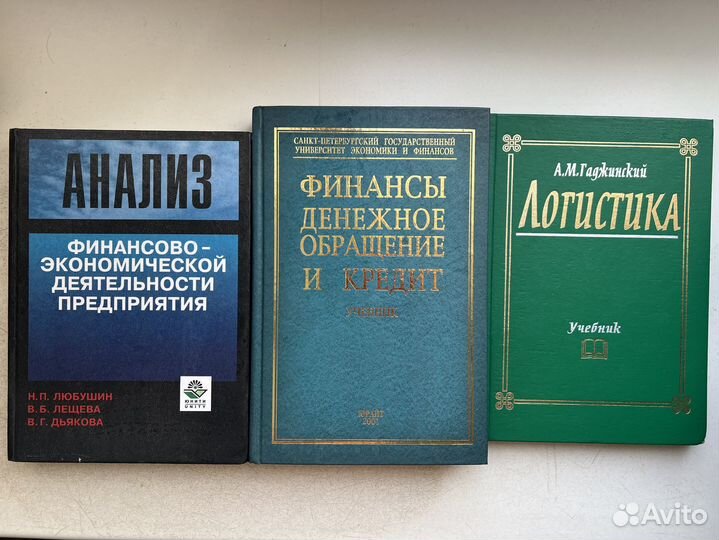 АНАЛИЗ
ФИНАНСОВО-
ЭКОНОМИЧЕСКОЙ
ДЕЯТЕЛЬНОСТИ
ПРЕДПРИЯТИЯ
Н.П. ЛЮБУШИН
В.Б. ЛЕЩЕВА
В.Г. ДЬЯКОВА
ЮНИТИ
UNITY
САНКТ-ПЕТЕРБУРГСКИЙ ГОСУДАРСТВЕННЫЙ
УНИВЕРСИТЕТ ЭКОНОМИКИ И ФИНАНСОВ
ФИНАНСЫ
ДЕНЕЖНОЕ
ОБРАЩЕНИЕ
И КРЕДИТ
УЧЕБНИК
ЮРАЙТ
2001
А.М.Гаджинский
Логистика
Учебник
Avito